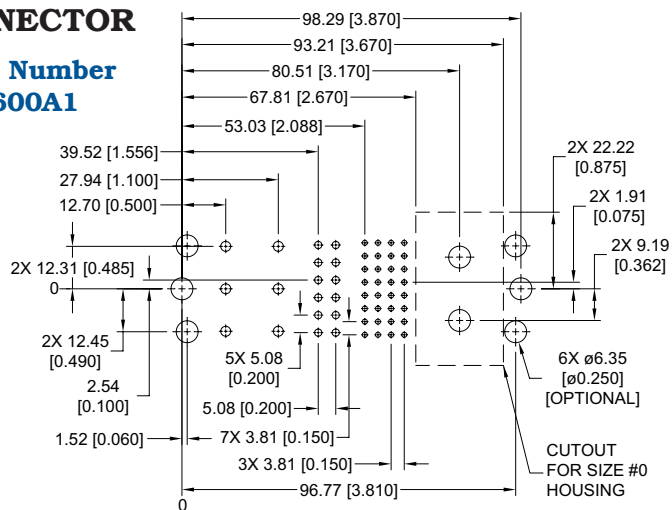 NECTOR
Number
600A1
98.29 [3.870]
93.21 [3.670]
80.51 [3.170]
67.81 [2.670]
53.03 [2.088]
39.52 [1.556]
27.94 [1.100]
12.70 [0.500]
2X 22.22
[0.875]
2X 1.91
[0.075]
2X 9.19
[0.362]
2X 12.31 [0.485]
0
2X 12.45
[0.490]
2.54
[0.100]
1.52 [0.060]
5X 5.08
[0.200]
5.08 [0.200]
7X 3.81 [0.150]
3X 3.81 [0.150]
96.77 [3.810]
0
6X ø6.35
[ø0.250]
[OPTIONAL]
CUTOUT
FOR SIZE #0
HOUSING